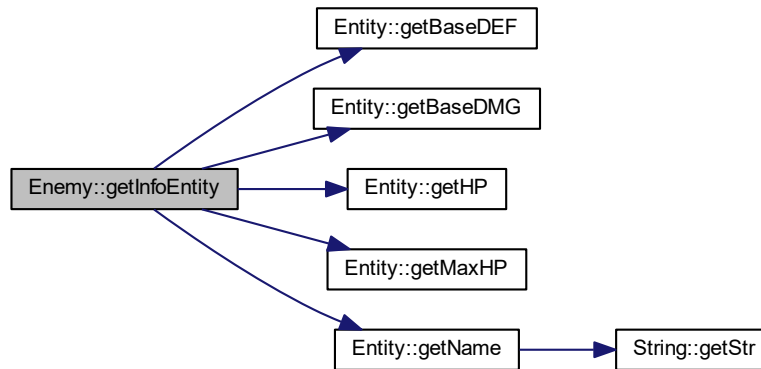 Entity::getBaseDEF
Entity::getBaseDMG
Enemy::getInfoEntity
Entity::getHP
Entity::getMaxHP
Entity::getName
String::getStr